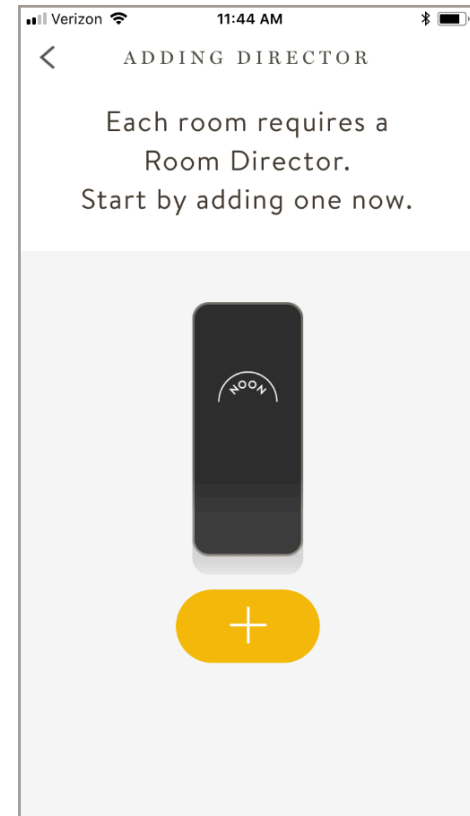 Verizon 11:44 AM
ADDING DIRECTOR
Each room requires a
Room Director.
Start by adding one now.
NOON